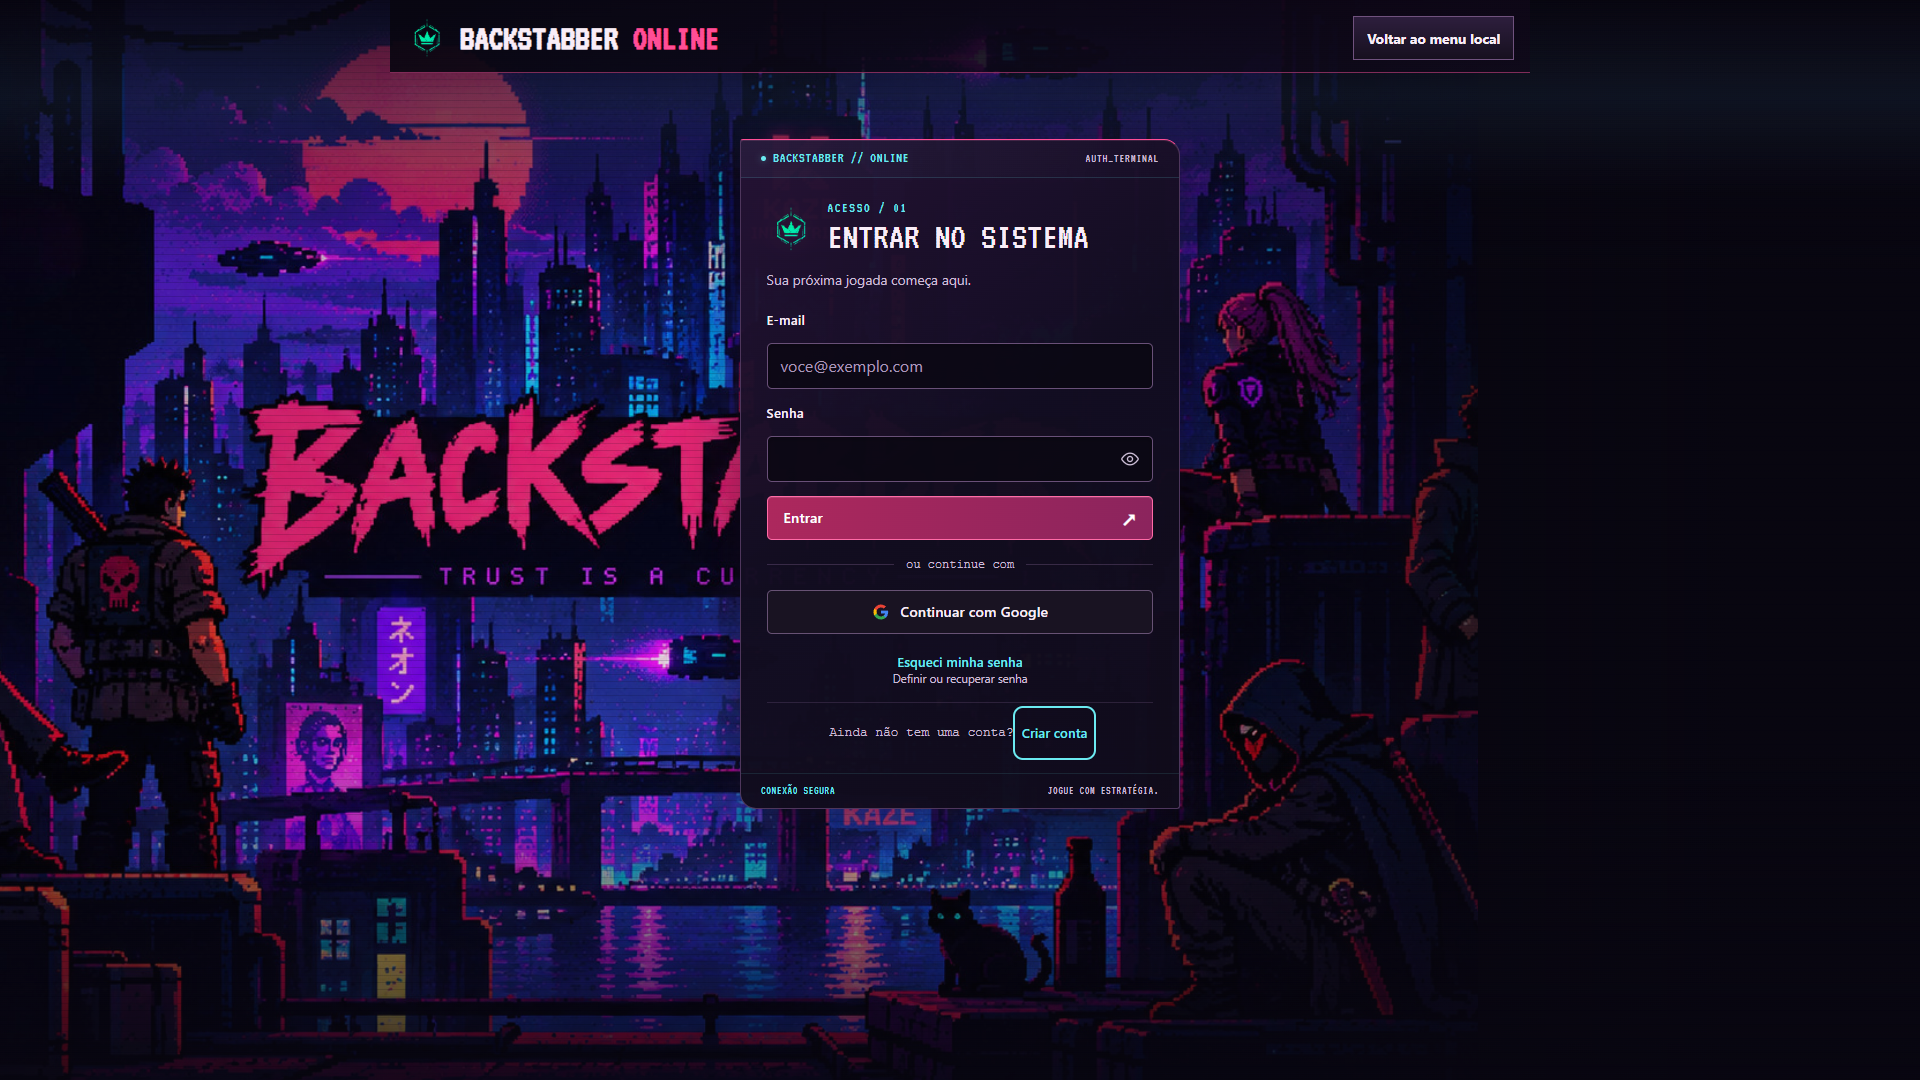 BACKSTABBER ONLINE
Voltar ao menu local
BACKSTABBER // ONLINE
AUTH_TERMINAL
ACESSO / 01
ENTRAR NO SISTEMA
Sua próxima jogada começa aqui.
E-mail
voce@exemplo.com
Senha
Entrar
ou continue com
Continuar com Google
Esqueci minha senha
Definir ou recuperar senha
Ainda não tem uma conta? Criar conta
CONEXÃO SEGURA
JOGUE COM ESTRATÉGIA.
BACKSTA
TRUST IS A CU
ネオン
KAZE